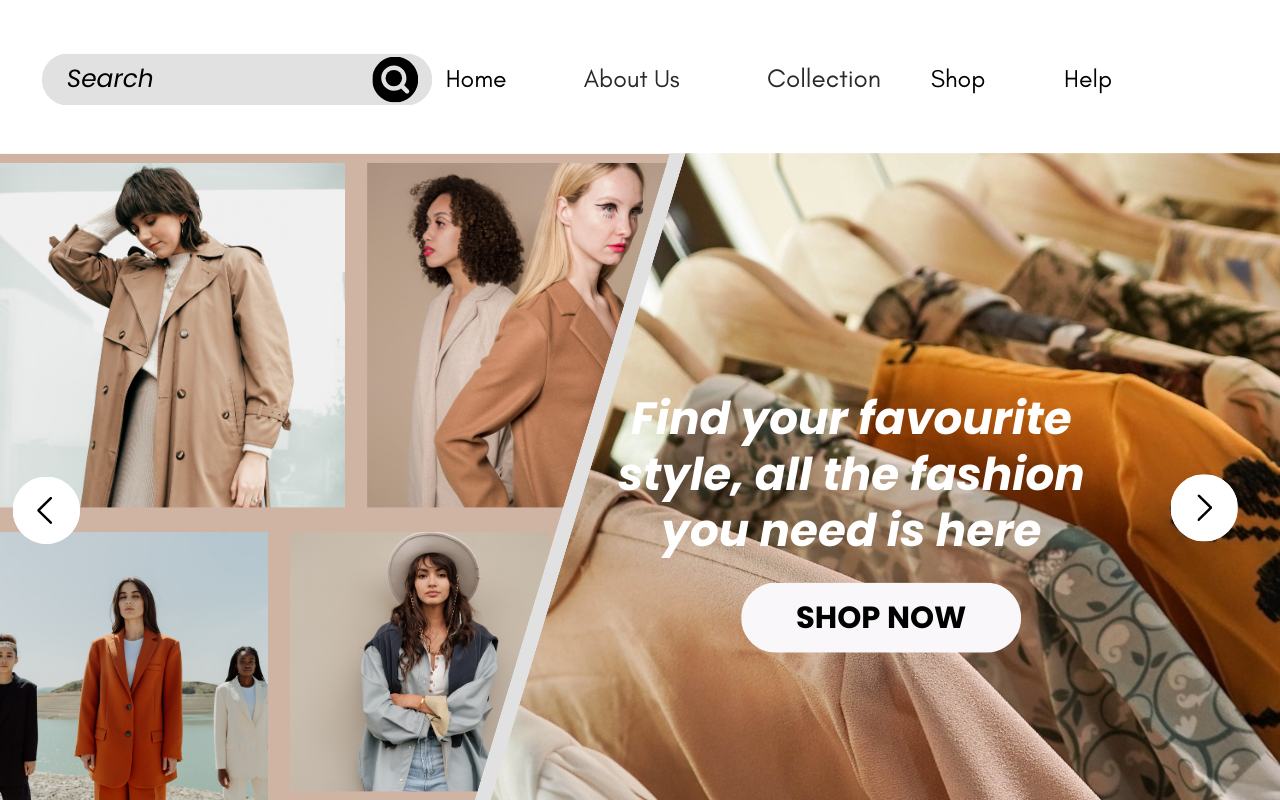 Search
Home
About Us
Collection
Shop
Help
Find your favourite
style, all the fashion
you need is here
SHOP NOW